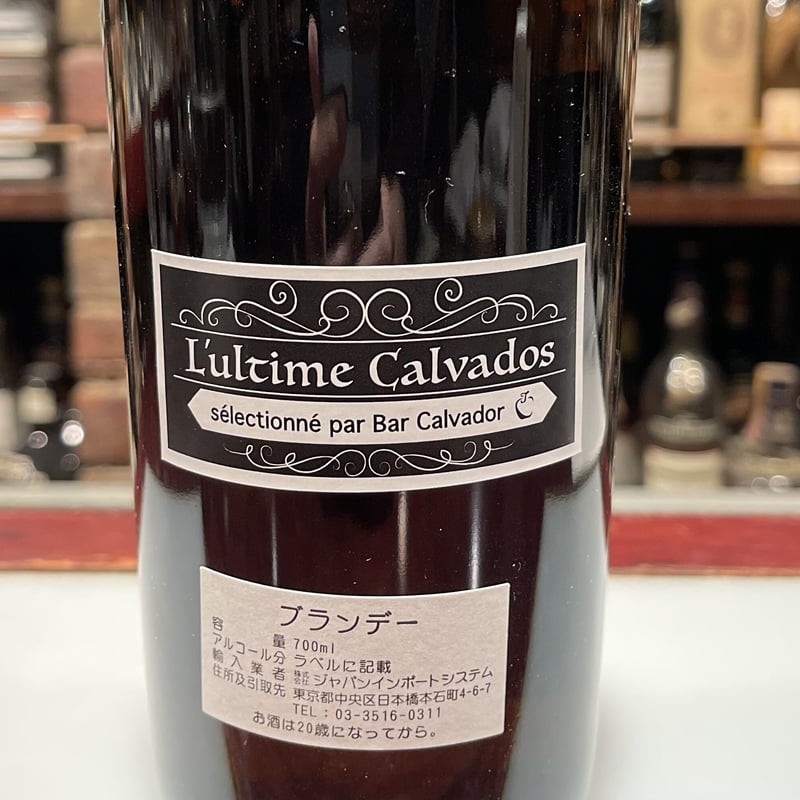 L'ultime Calvados
sélectionné par Bar Calvador
ブランデー
容 量 700ml
アルコール分 ラベルに記載
輸入業者 株式会社 ジャパンインポートシステム
住所及引取先 東京都中央区日本橋本石町4-6-7
TEL：03-3516-0311
お酒は20歳になってから。